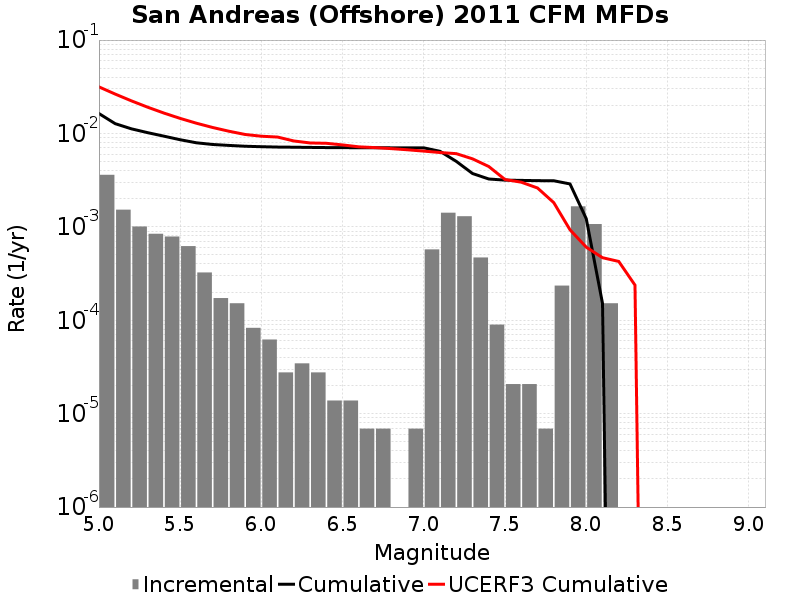 San Andreas (Offshore) 2011 CFM MFDs
Rate (1/yr)
10^-1
10^-2
10^-3
10^-4
10^-5
10^-6
5.0 5.5 6.0 6.5 7.0 7.5 8.0 8.5 9.0
Magnitude
Incremental Cumulative UCERF3 Cumulative